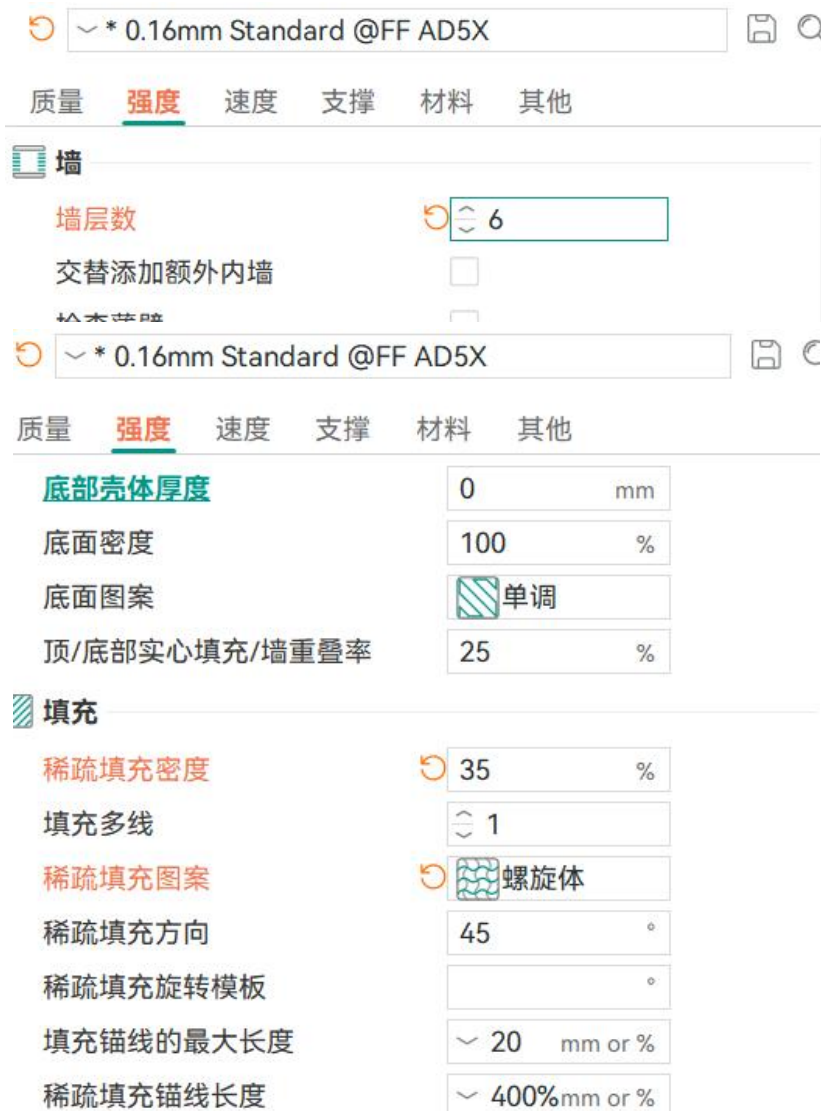 * 0.16mm Standard @FF AD5X
质量 强度 速度 支撑 材料 其他
墙
墙层数 6
交替添加额外内墙
* 0.16mm Standard @FF AD5X
质量 强度 速度 支撑 材料 其他
底部壳体厚度 0 mm
底面密度 100 %
底面图案 单调
顶/底部实心填充/墙重叠率 25 %
填充
稀疏填充密度 35 %
填充多线 1
稀疏填充图案 螺旋体
稀疏填充方向 45 °
稀疏填充旋转模板 °
填充锚线的最大长度 20 mm or %
稀疏填充锚线长度 400% mm or %